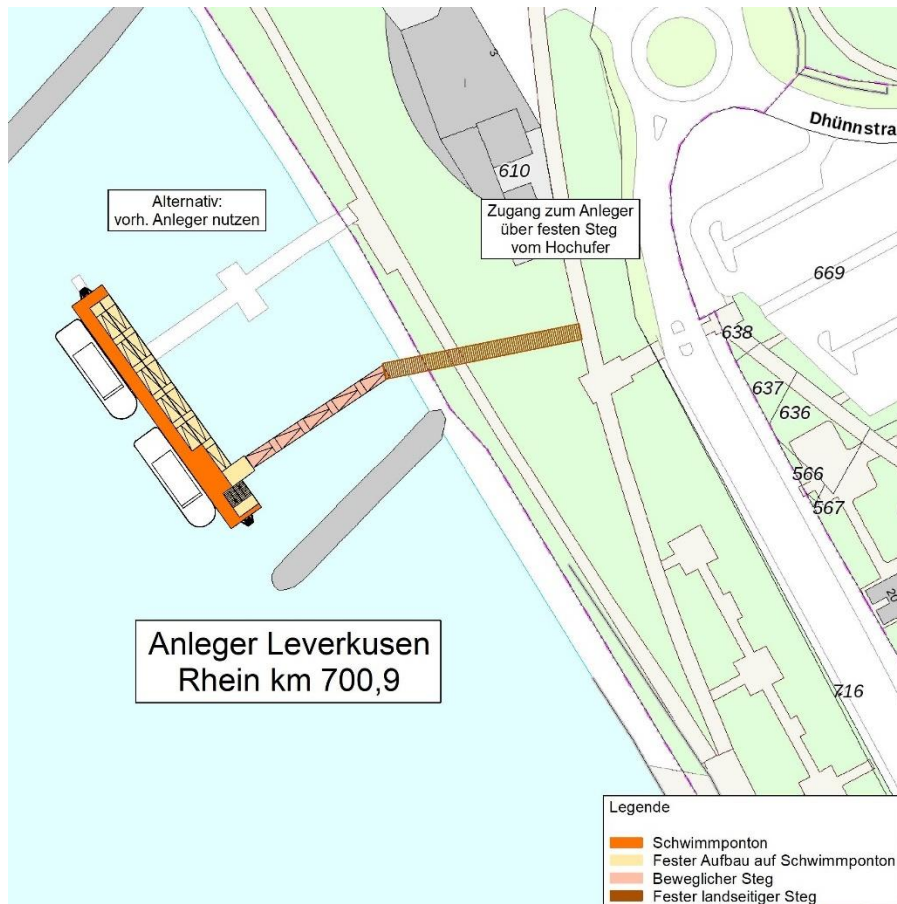 3
Dhünnstra
610
Alternativ:
vorh. Anleger nutzen
Zugang zum Anleger
über festen Steg
vom Hochufer
669
638
637
636
566
567
20
Anleger Leverkusen
Rhein km 700,9
716
Legende
Schwimmponton
Fester Aufbau auf Schwimmponton
Beweglicher Steg
Fester landseitiger Steg